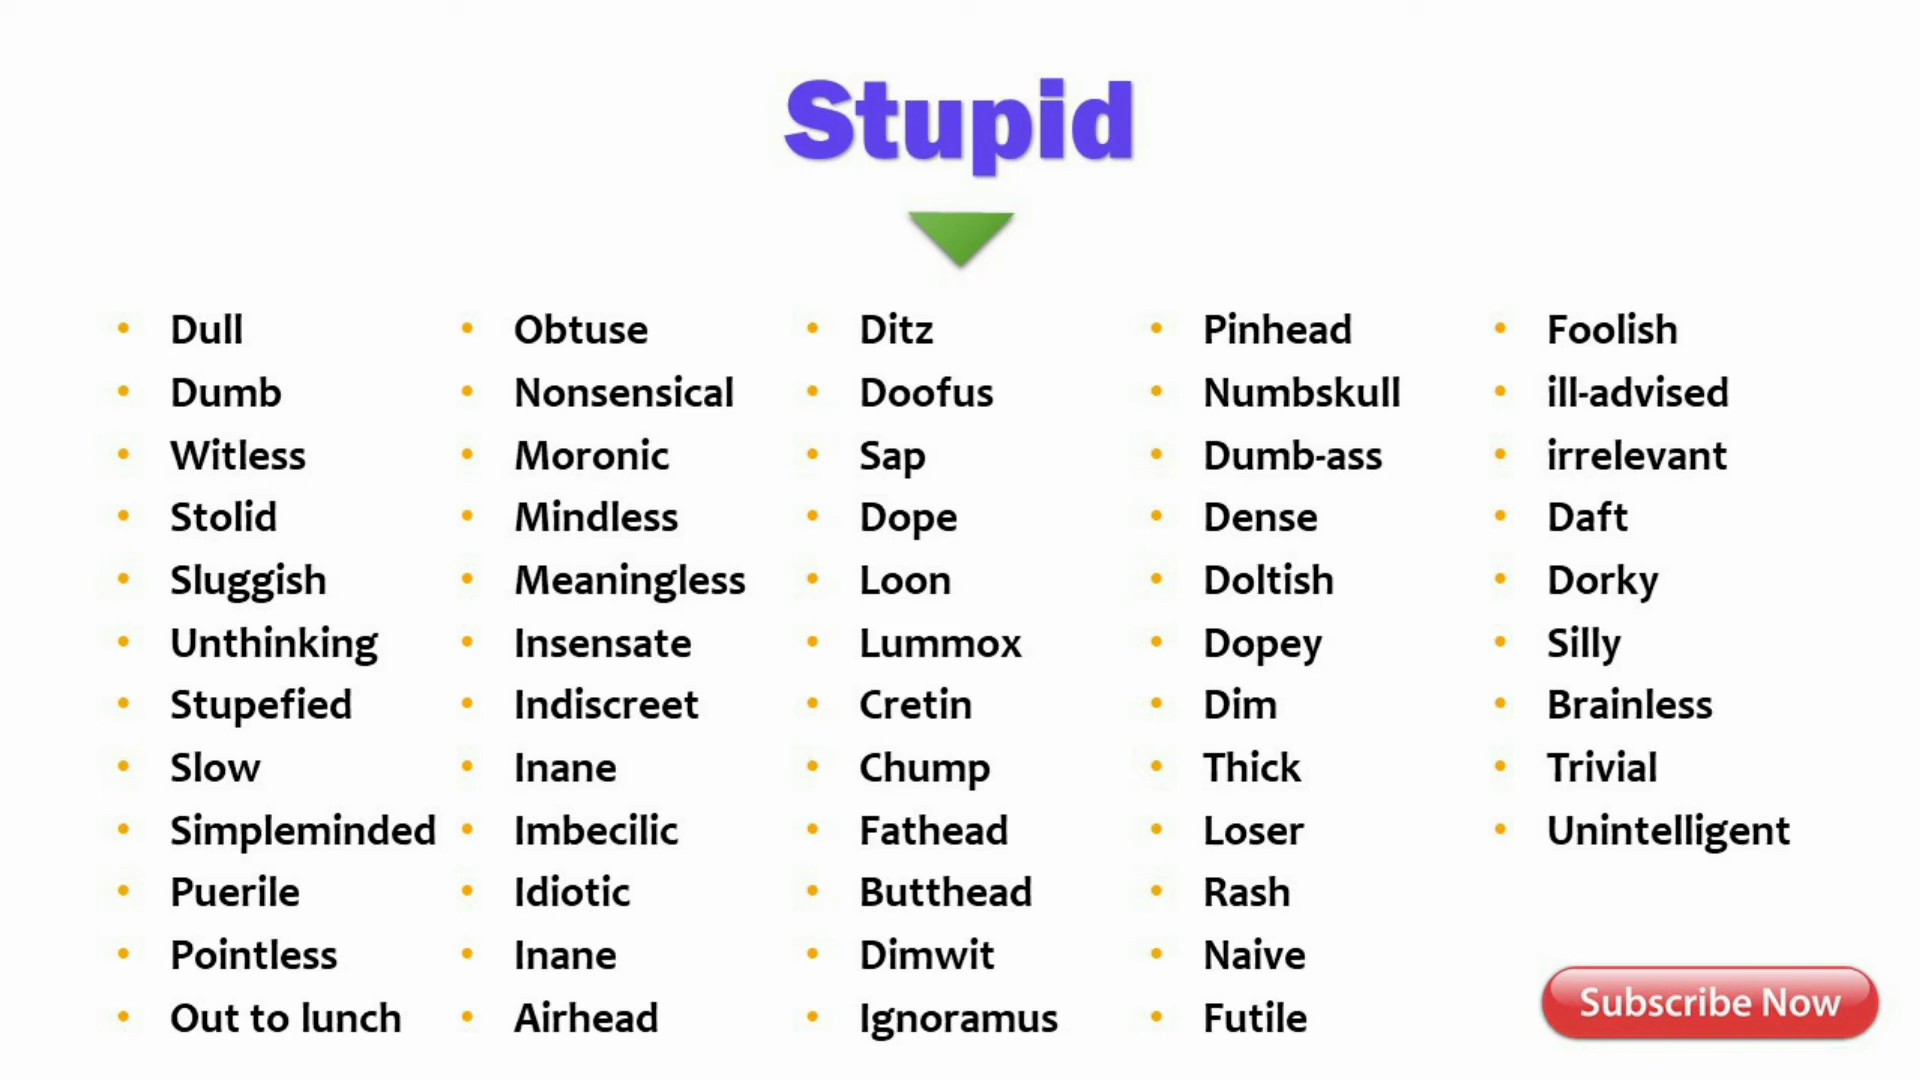 Stupid
Dull
Dumb
Witless
Stolid
Sluggish
Unthinking
Stupefied
Slow
Simpleminded
Puerile
Pointless
Out to lunch
Obtuse
Nonsensical
Moronic
Mindless
Meaningless
Insensate
Indiscreet
Inane
Imbecilic
Idiotic
Inane
Airhead
Ditz
Doofus
Sap
Dope
Loon
Lummox
Cretin
Chump
Fathead
Butthead
Dimwit
Ignoramus
Pinhead
Numbskull
Dumb-ass
Dense
Doltish
Dopey
Dim
Thick
Loser
Rash
Naive
Futile
Foolish
ill-advised
irrelevant
Daft
Dorky
Silly
Brainless
Trivial
Unintelligent
Subscribe Now